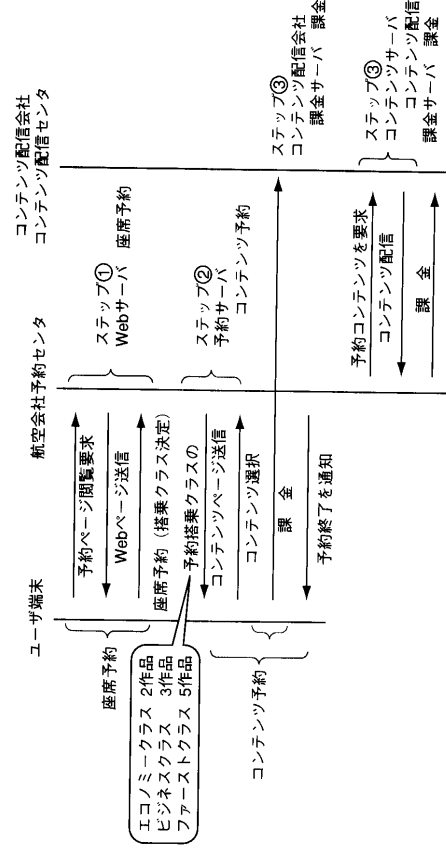 ユーザ端末
航空会社予約センタ
コンテンツ配信会社
コンテンツ配信センタ
座席予約
予約ページ閲覧要求
Webページ送信
座席予約（搭乗クラス決定）
ステップ①
Webサーバ 座席予約
エコノミークラス 2作品
ビジネスクラス 3作品
ファーストクラス 5作品
予約搭乗クラスの
コンテンツページ送信
コンテンツ選択
ステップ②
予約サーバ
コンテンツ予約
コンテンツ予約
課金
予約終了を通知
ステップ③
コンテンツ配信会社
課金サーバ 課金
予約コンテンツを要求
コンテンツ配信
課金
ステップ③
コンテンツサーバ
コンテンツ配信
課金サーバ 課金